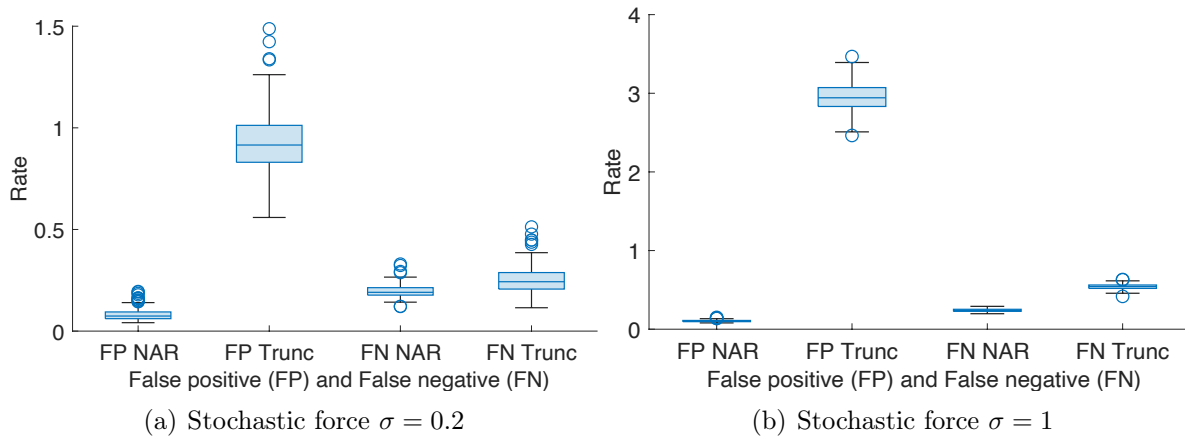 1.5
1
0.5
0
Rate
FP NAR FP Trunc FN NAR FN Trunc
False positive (FP) and False negative (FN)
(a) Stochastic force σ = 0.2
4
3
2
1
0
Rate
FP NAR FP Trunc FN NAR FN Trunc
False positive (FP) and False negative (FN)
(b) Stochastic force σ = 1